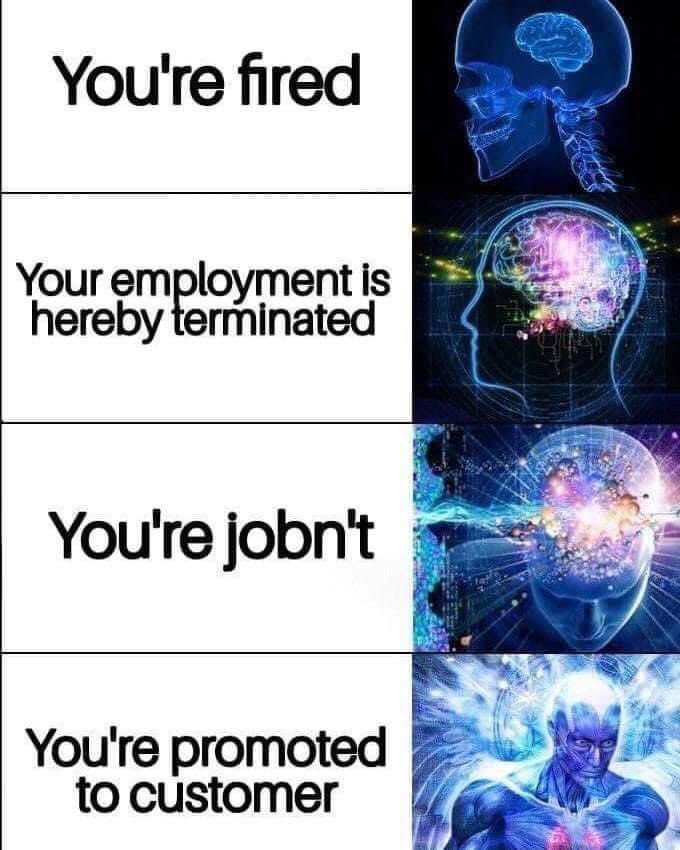 You're fired
Your employment is
hereby terminated
You're jobn't
You're promoted
to customer